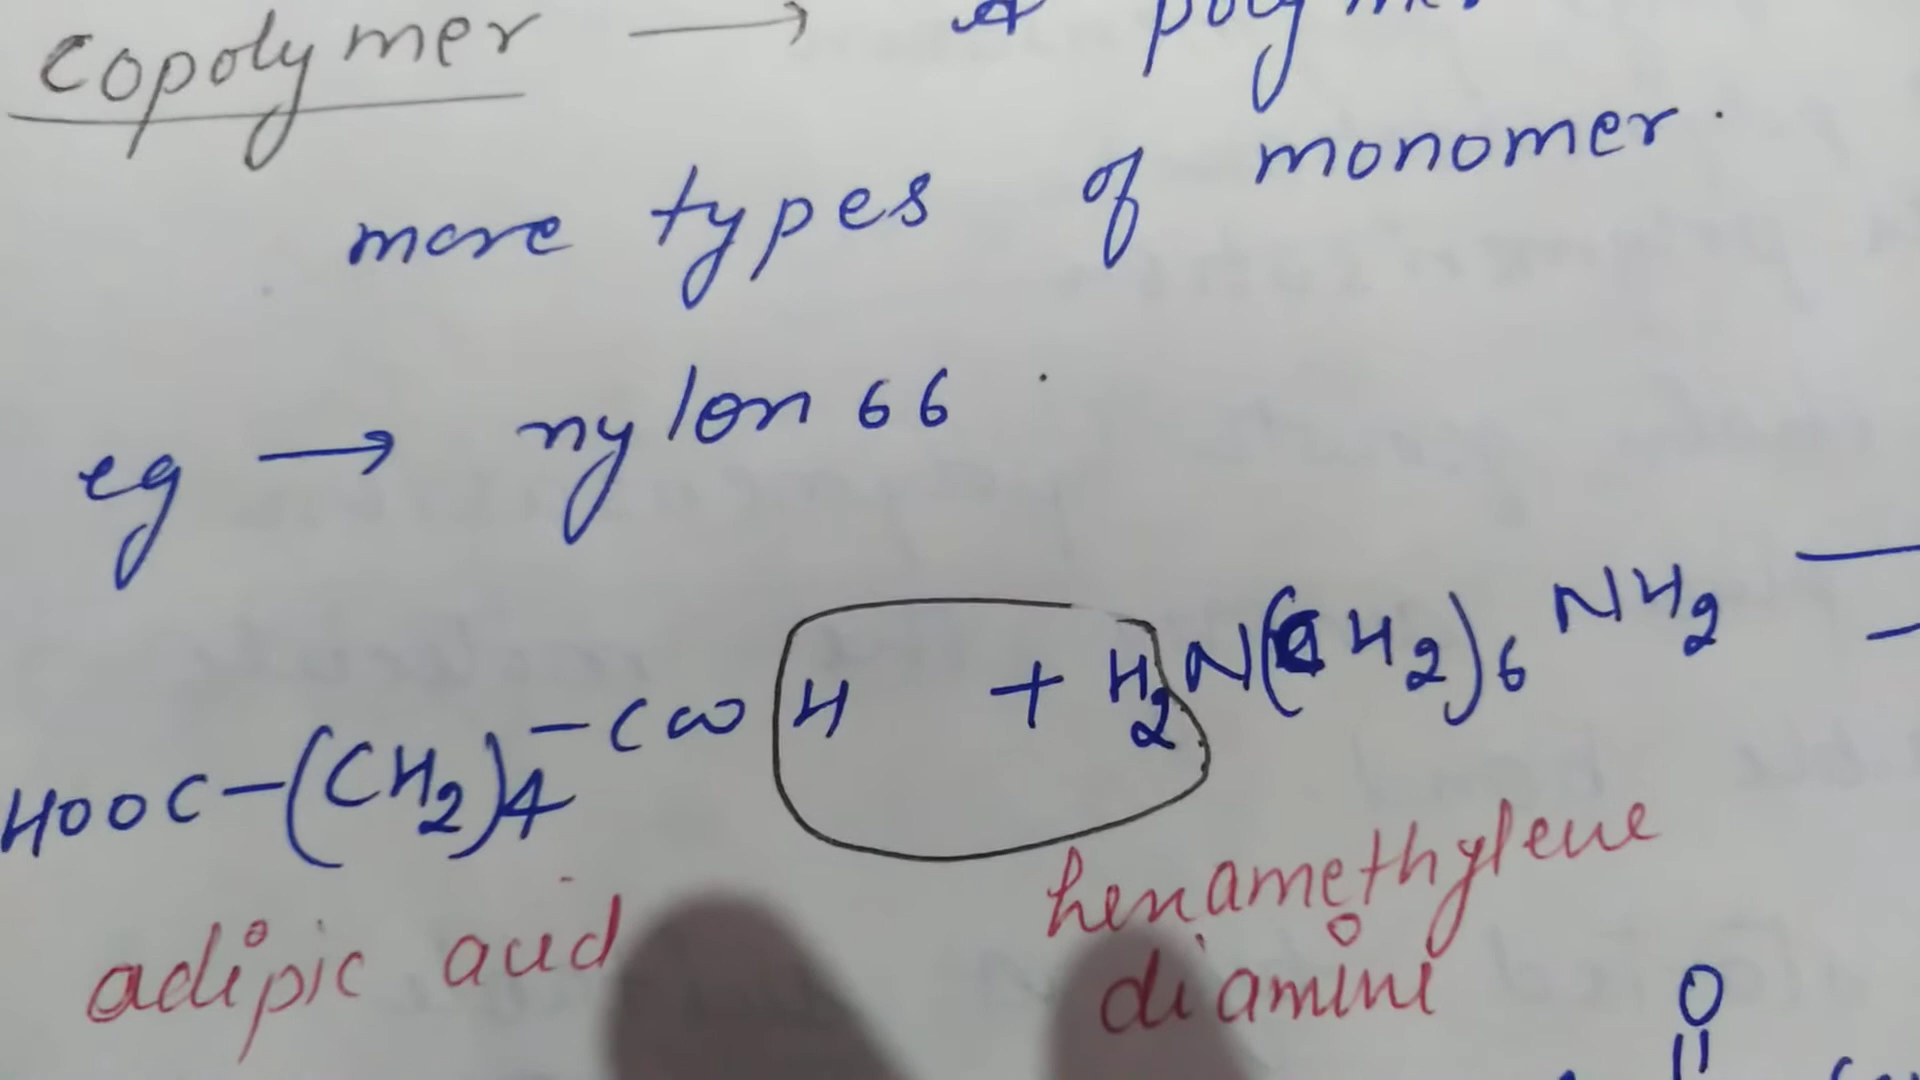 Copolymer → A polymer
more types of monomer.
eg → nylon 66
HOOC-(CH2)4-COOH + H2N(CH2)6NH2
adipic acid hexamethylene
diamine
O